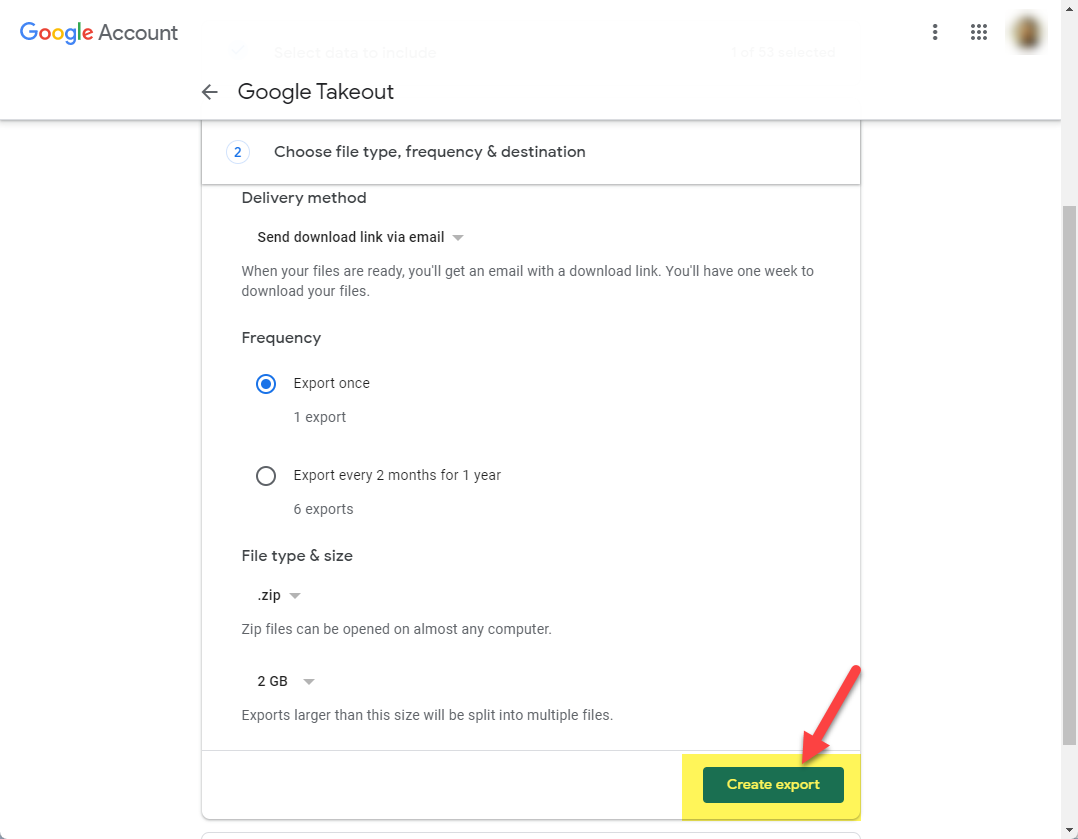 Google Account
Select data to include
1 of 53 selected
Google Takeout
2
Choose file type, frequency & destination
Delivery method
Send download link via email
When your files are ready, you'll get an email with a download link. You'll have one week to
download your files.
Frequency
Export once
1 export
Export every 2 months for 1 year
6 exports
File type & size
.zip
Zip files can be opened on almost any computer.
2 GB
Exports larger than this size will be split into multiple files.
Create export